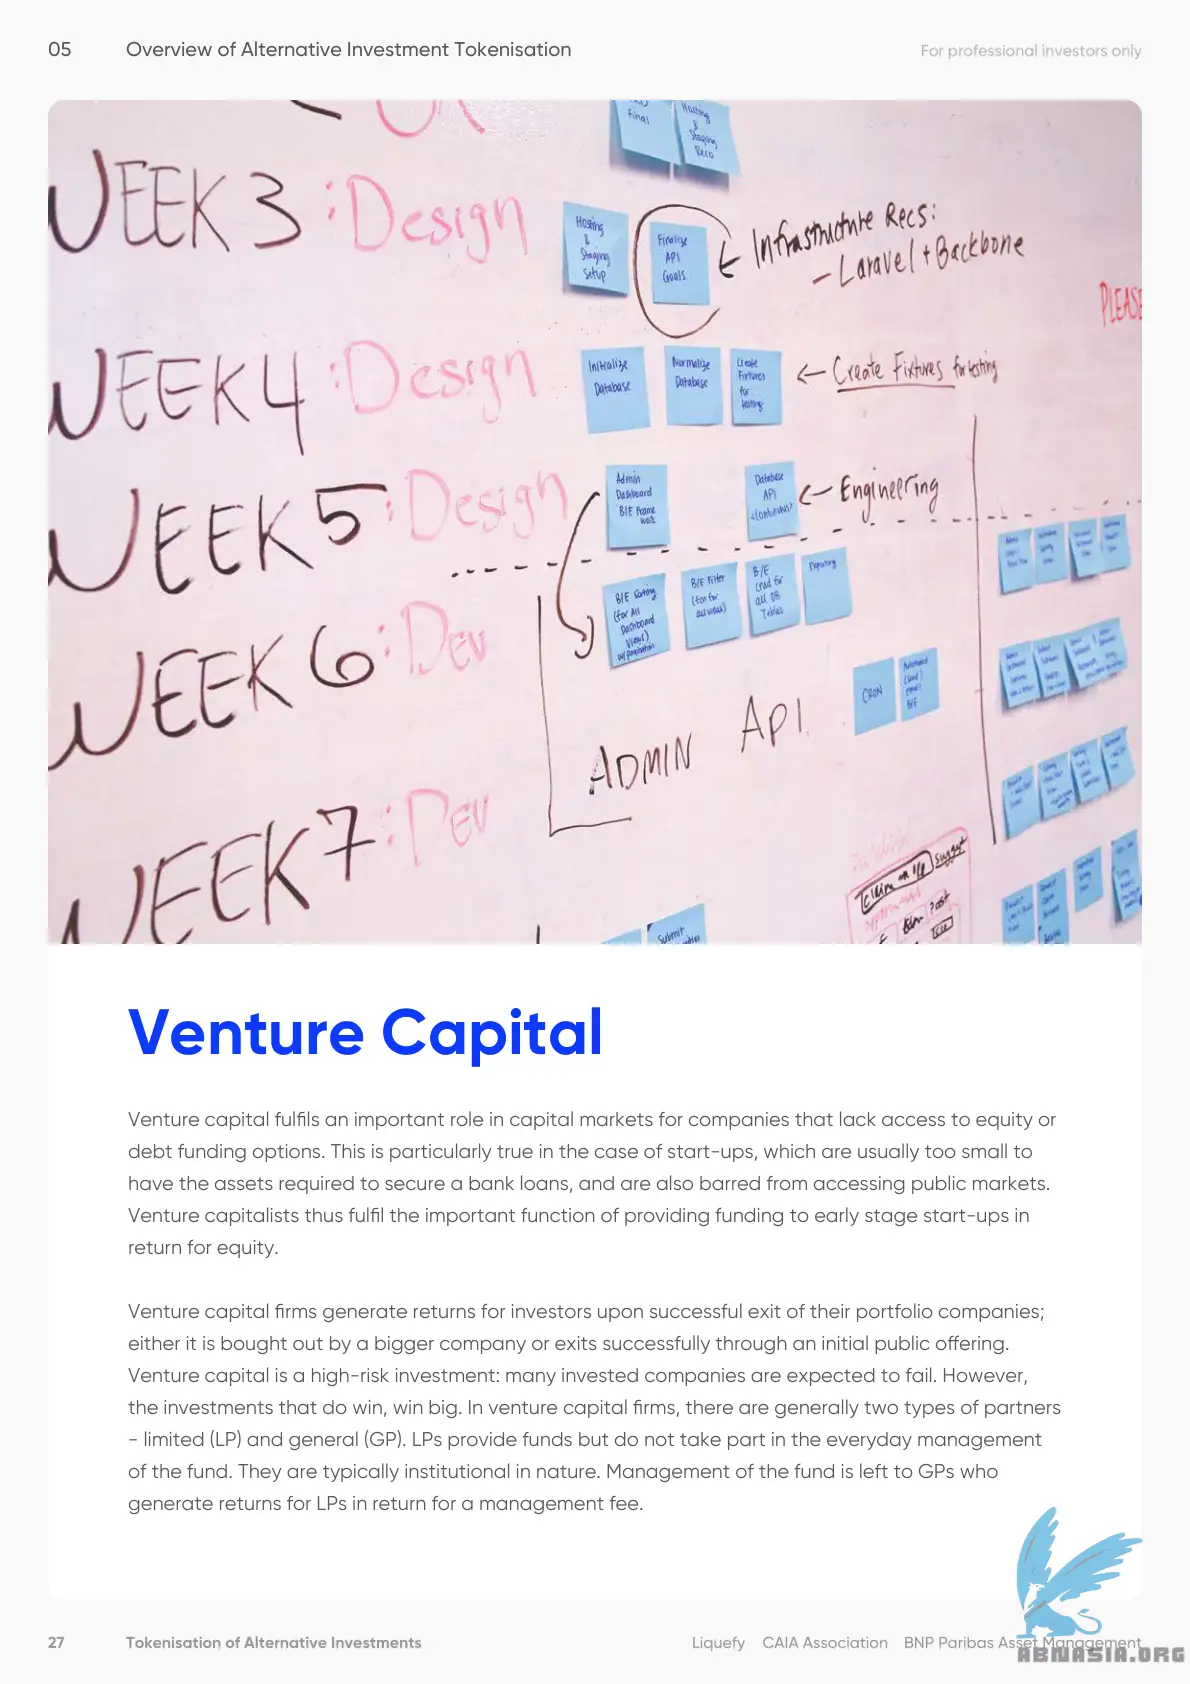 05 Overview of Alternative Investment Tokenisation For professional investors only
Final
Hosting & Staging Reco
WEEK 3 : Design
Hosting & Staging Setup
Finalize API Goals
← Infrastructure Recs:
- Laravel + Backbone
PLEASE
WEEK 4 : Design
Initialize Database
Normalize Database
Create Fixtures for testing
← Create Fixtures for testing
WEEK 5 : Design
Admin Dashboard B/E Frame work
Database API <continuous>
← Engineering
WEEK 6 : Dev
B/E Sorting (for All Dashboard Views) w/ pagination
B/E Filter (ton for all views)
B/E crud for all DB Tables
Exporting
CRON
ADMIN API
WEEK 7 : Dev
Submit
Venture Capital
Venture capital fulfils an important role in capital markets for companies that lack access to equity or
debt funding options. This is particularly true in the case of start-ups, which are usually too small to
have the assets required to secure a bank loans, and are also barred from accessing public markets.
Venture capitalists thus fulfil the important function of providing funding to early stage start-ups in
return for equity.
Venture capital firms generate returns for investors upon successful exit of their portfolio companies;
either it is bought out by a bigger company or exits successfully through an initial public offering.
Venture capital is a high-risk investment: many invested companies are expected to fail. However,
the investments that do win, win big. In venture capital firms, there are generally two types of partners
- limited (LP) and general (GP). LPs provide funds but do not take part in the everyday management
of the fund. They are typically institutional in nature. Management of the fund is left to GPs who
generate returns for LPs in return for a management fee.
27 Tokenisation of Alternative Investments Liquefy CAIA Association BNP Paribas Asset Management
ABNASIA.ORG